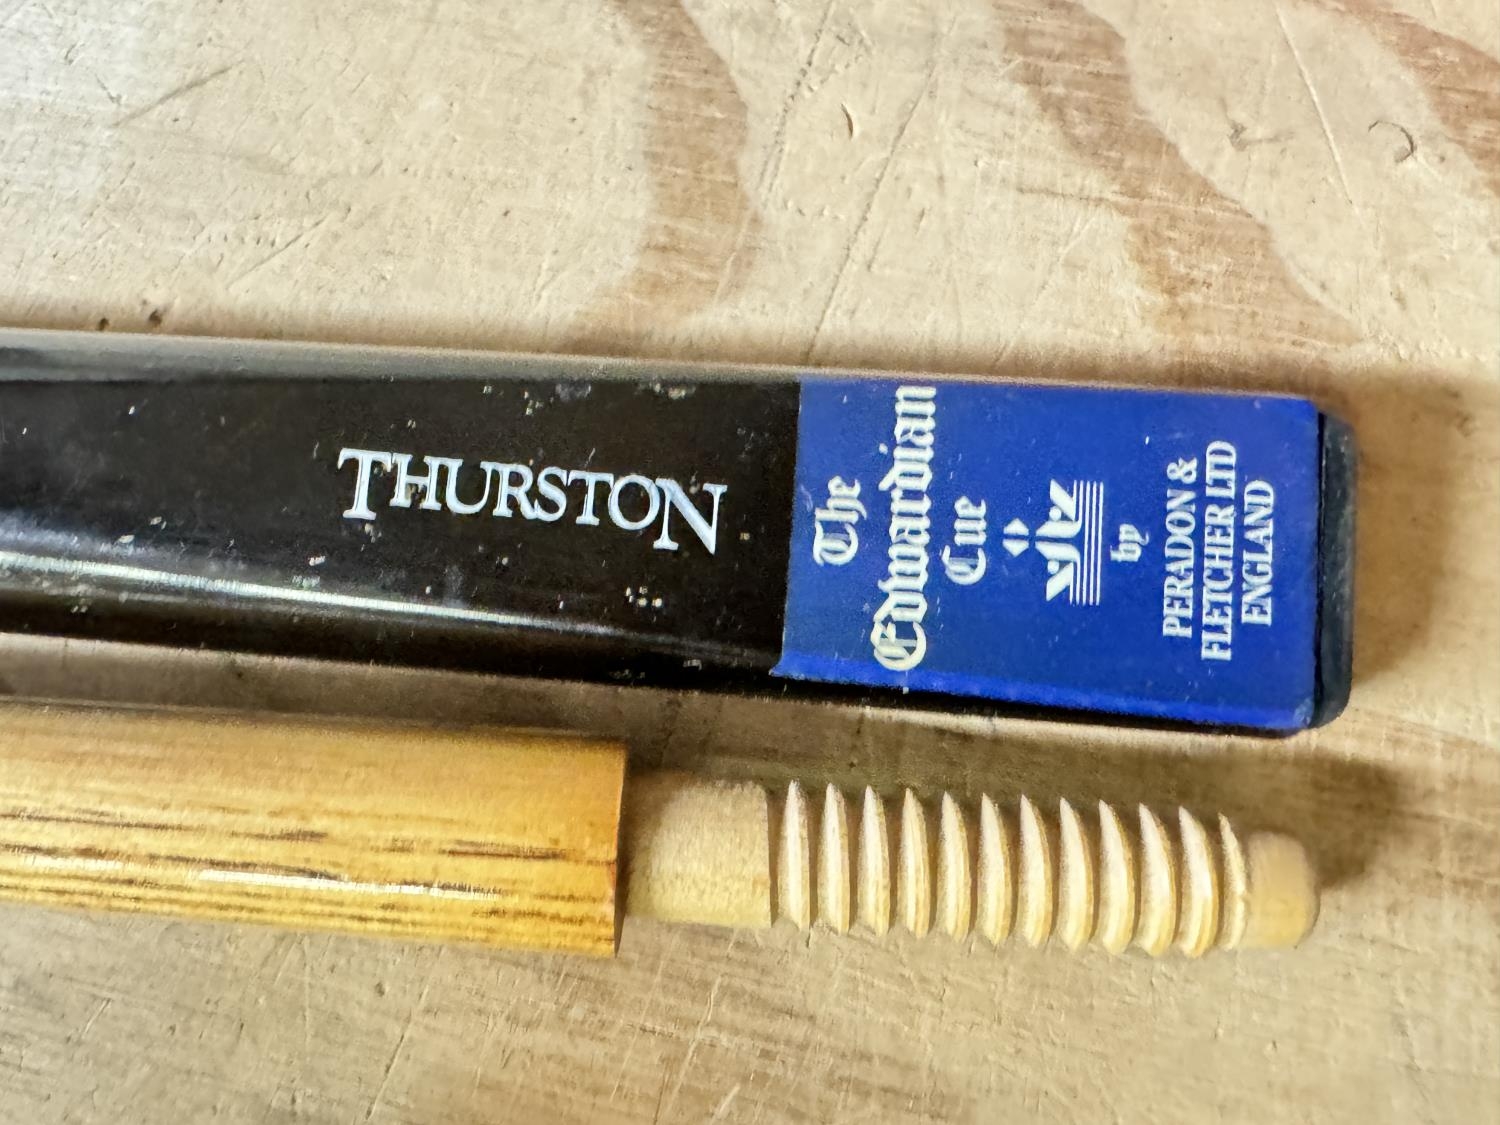 THURSTON
The
Edwardian
Cue
by
PERADON &
FLETCHER LTD
ENGLAND